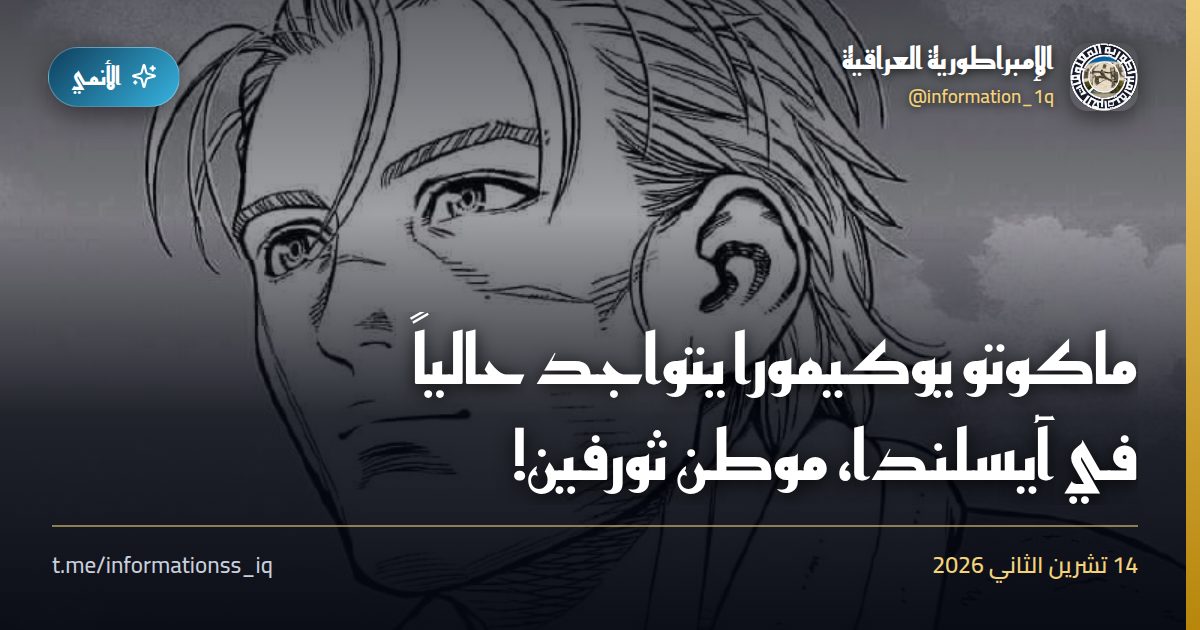 الإمبراطورية العراقية
@information_1q
الأنمي
ماكوتو يوكيمورا يتواجد حالياً
في آيسلندا، موطن ثورفين!
14 تشرين الثاني 2026
t.me/informationss_iq